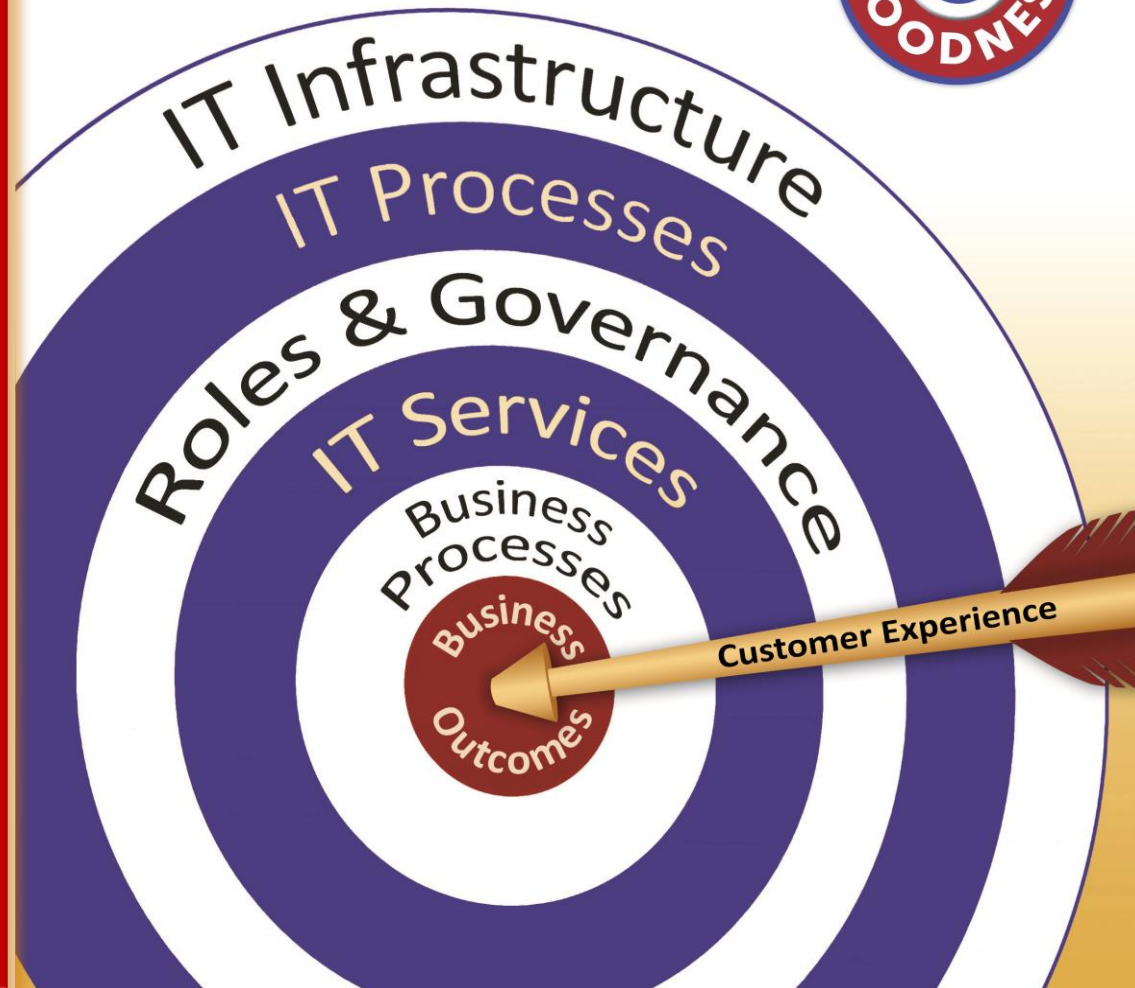 IT Infrastructure
IT Processes
Roles & Governance
IT Services
Business
Processes
Business
Outcomes
Customer Experience